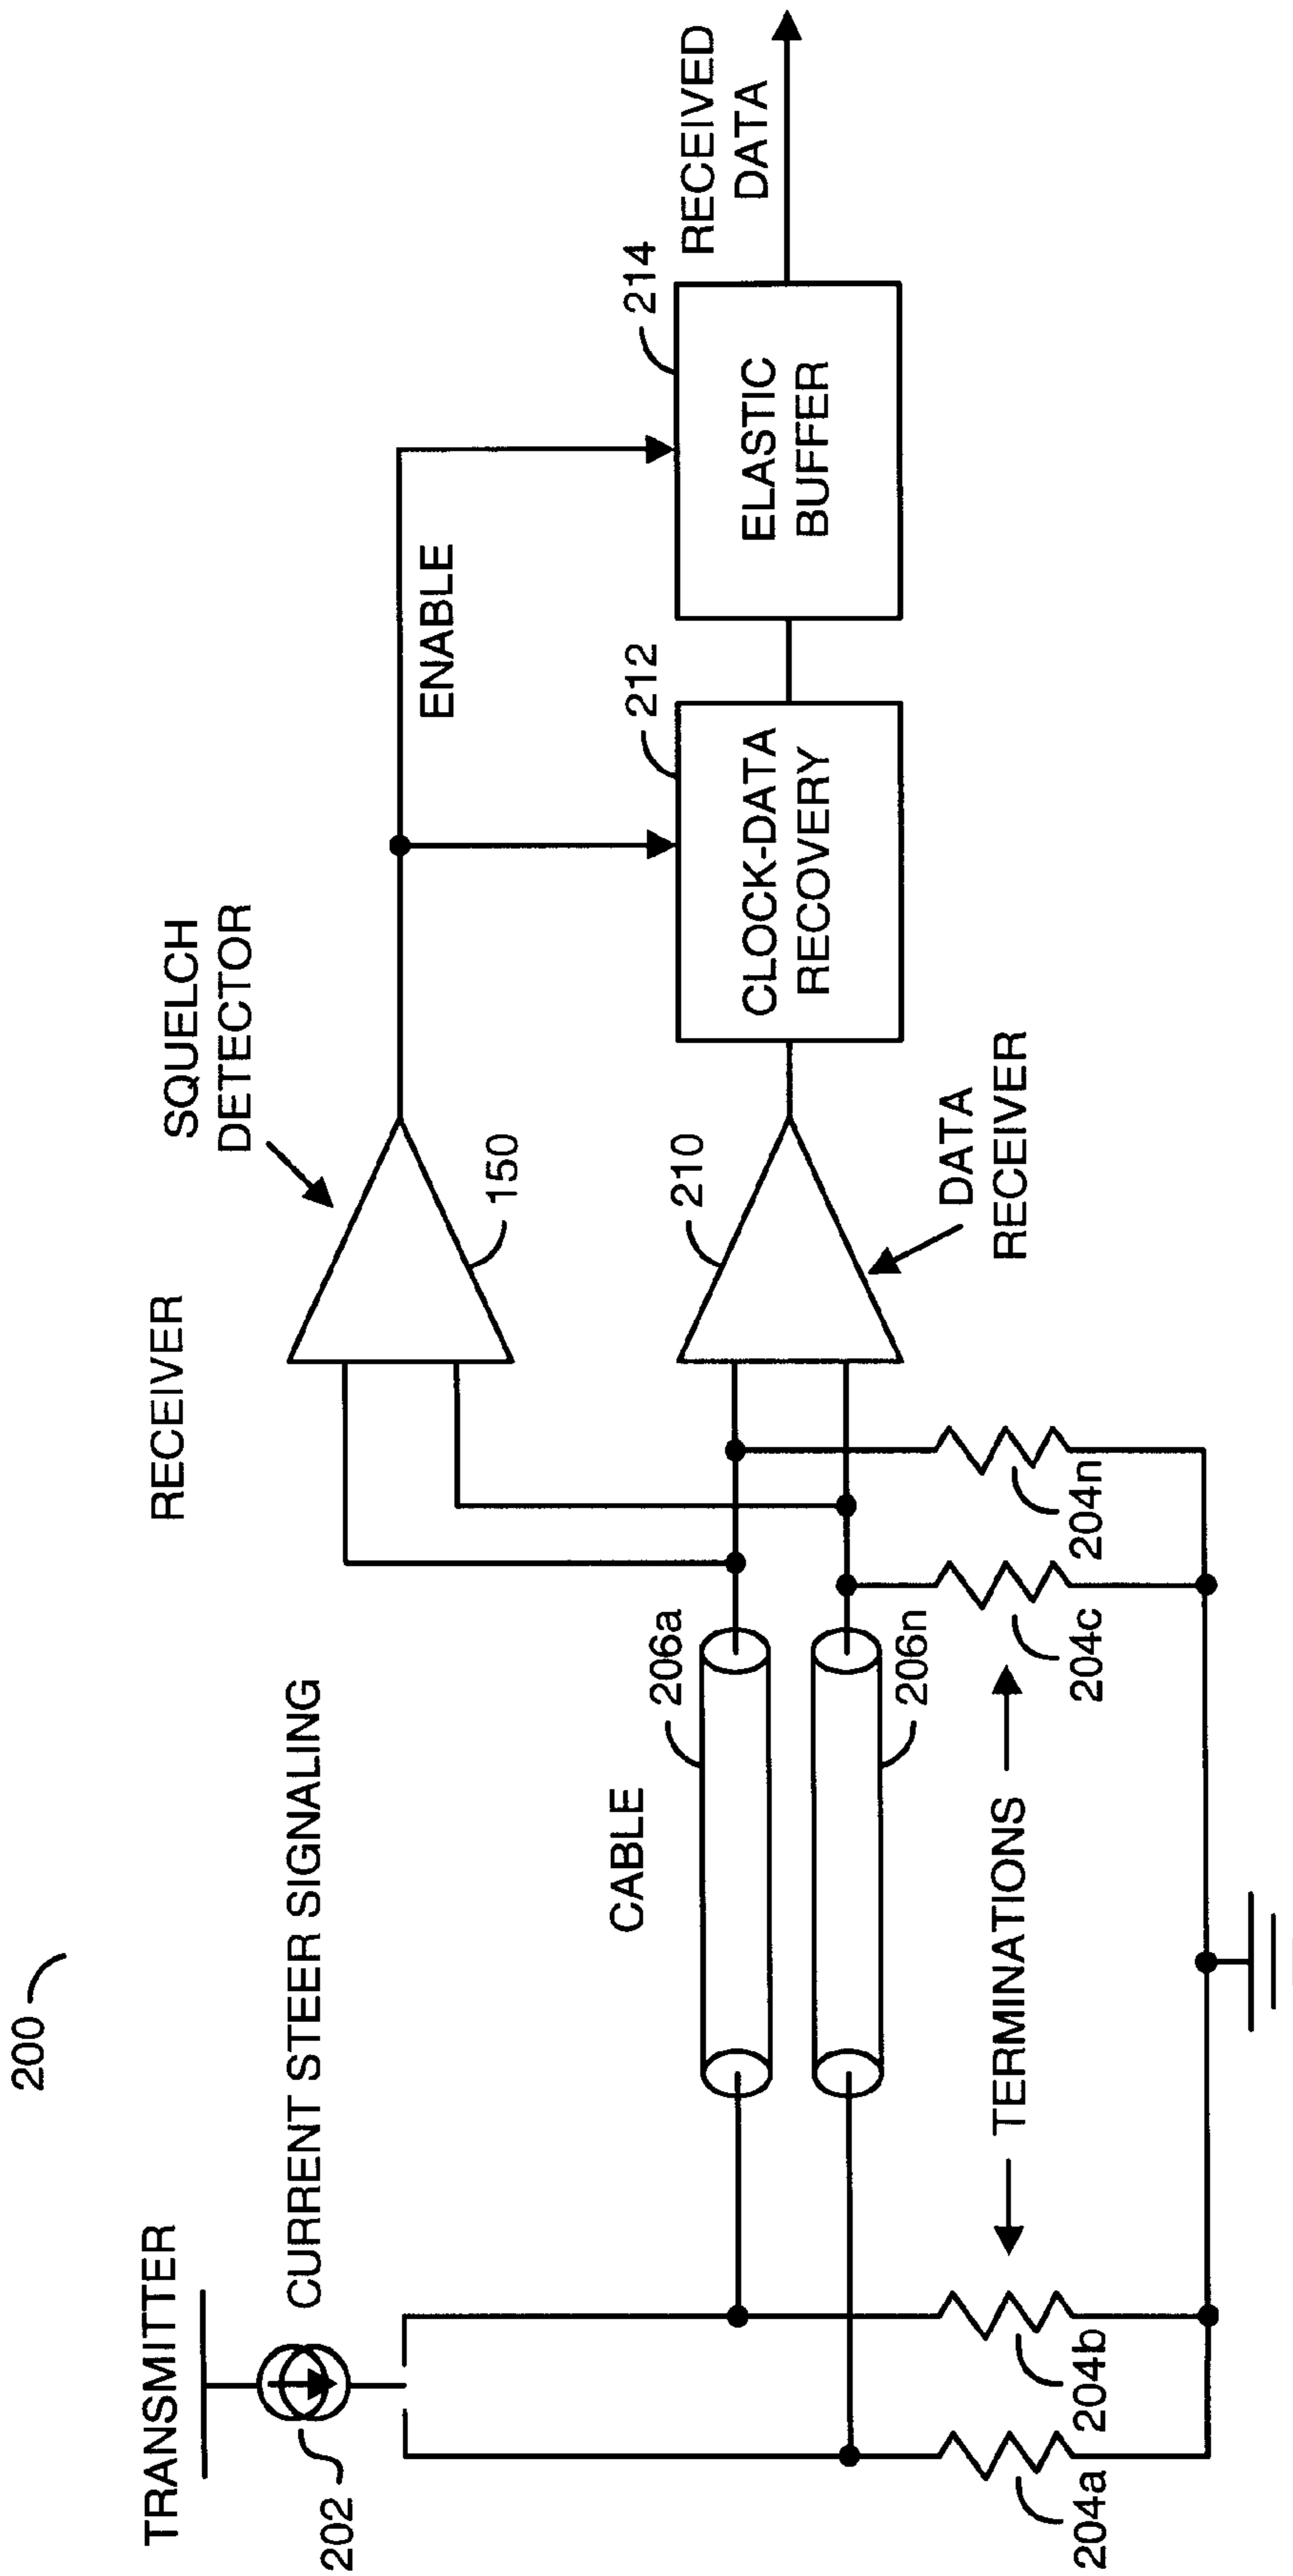 200
TRANSMITTER
202
CURRENT STEER SIGNALING
RECEIVER
SQUELCH
DETECTOR
150
ENABLE
CABLE
206a
206n
210
DATA
RECEIVER
212
CLOCK-DATA
RECOVERY
214
ELASTIC
BUFFER
RECEIVED
DATA
204a
204b
TERMINATIONS
204c
204n